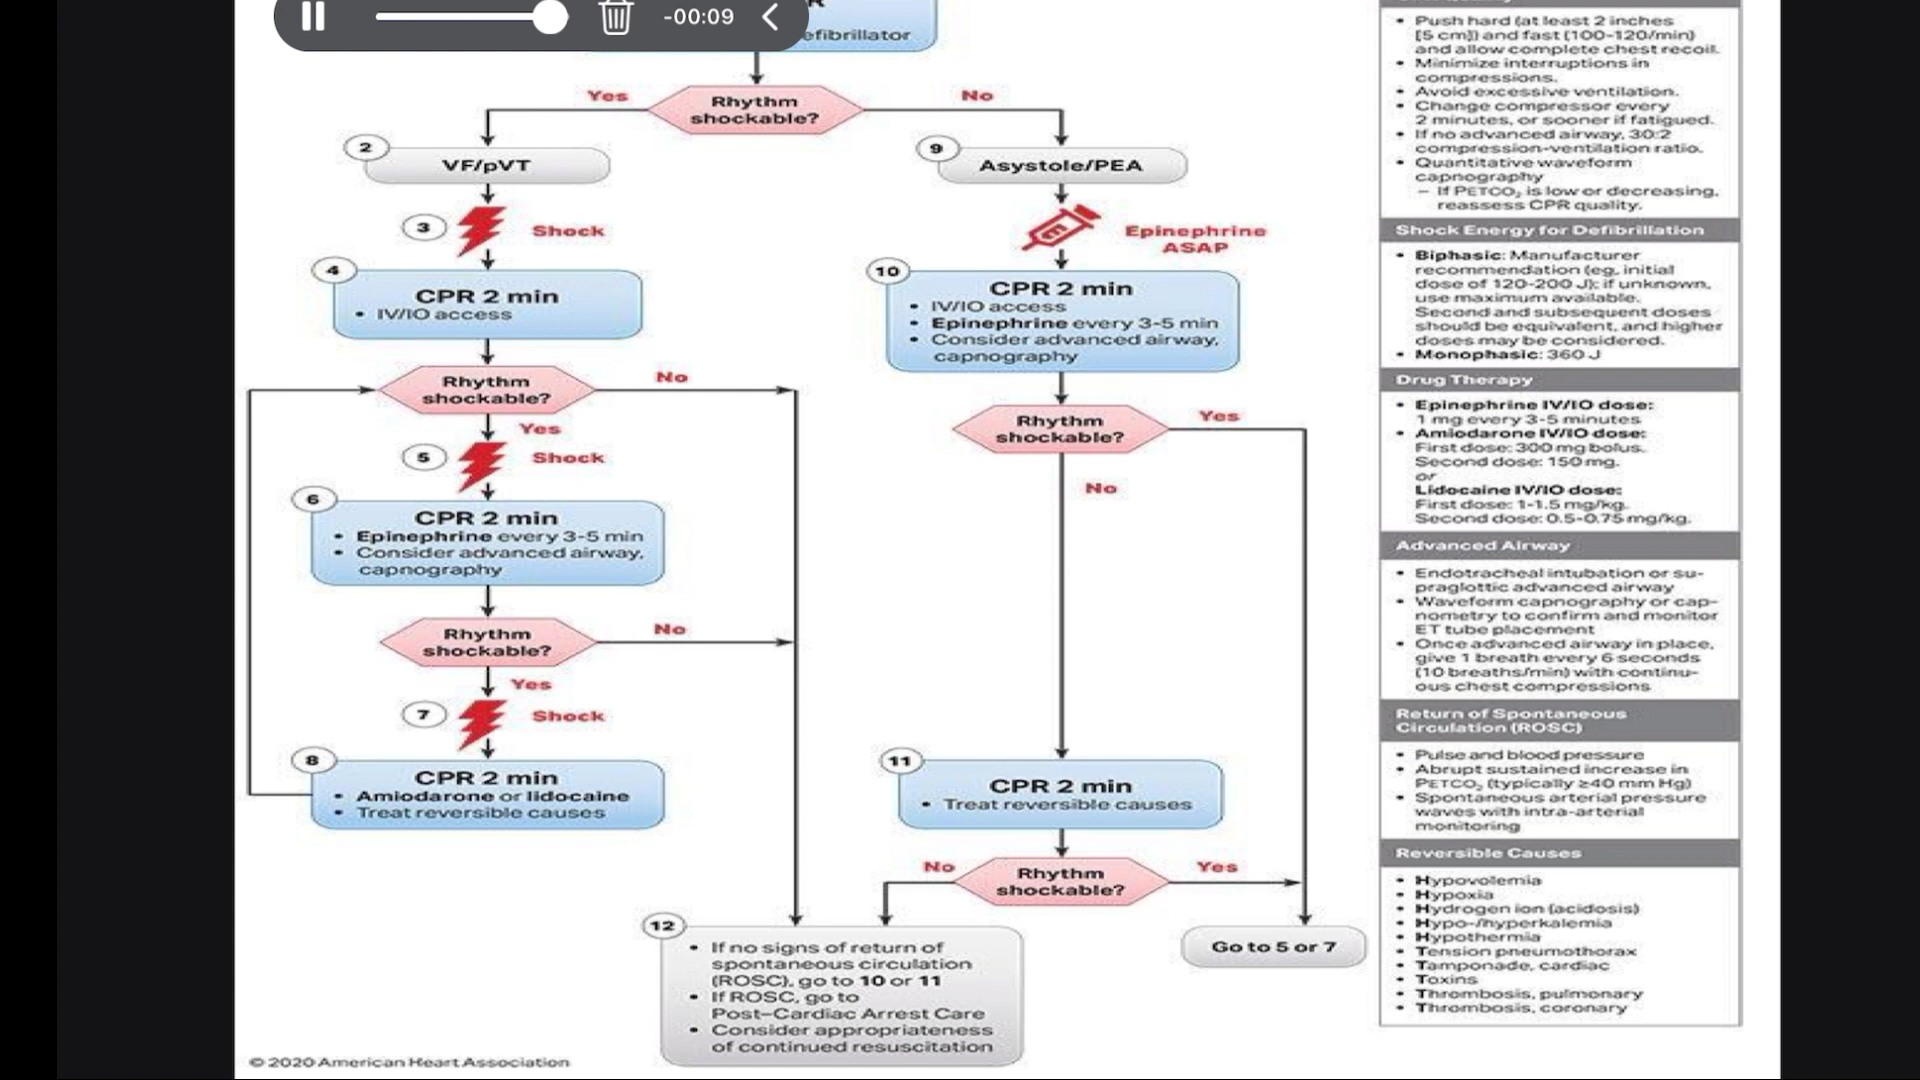 -00:09
efibrillator
Rhythm
shockable?
Yes
No
2
VF/pVT
3
Shock
4
CPR 2 min
• IV/IO access
Rhythm
shockable?
No
Yes
5
Shock
6
CPR 2 min
• Epinephrine every 3-5 min
• Consider advanced airway,
capnography
Rhythm
shockable?
No
Yes
7
Shock
8
CPR 2 min
• Amiodarone or lidocaine
• Treat reversible causes
9
Asystole/PEA
Epinephrine
ASAP
10
CPR 2 min
• IV/IO access
• Epinephrine every 3-5 min
• Consider advanced airway,
capnography
Rhythm
shockable?
Yes
No
11
CPR 2 min
• Treat reversible causes
Rhythm
shockable?
No
Yes
12
• If no signs of return of
spontaneous circulation
(ROSC), go to 10 or 11
• If ROSC, go to
Post–Cardiac Arrest Care
• Consider appropriateness
of continued resuscitation
Go to 5 or 7
© 2020 American Heart Association
• Push hard (at least 2 inches
[5 cm]) and fast (100-120/min)
and allow complete chest recoil.
• Minimize interruptions in
compressions.
• Avoid excessive ventilation.
• Change compressor every
2 minutes, or sooner if fatigued.
• If no advanced airway, 30:2
compression-ventilation ratio.
• Quantitative waveform
capnography
– If PETCO₂ is low or decreasing,
reassess CPR quality.
Shock Energy for Defibrillation
• Biphasic: Manufacturer
recommendation (eg, initial
dose of 120-200 J); if unknown,
use maximum available.
Second and subsequent doses
should be equivalent, and higher
doses may be considered.
• Monophasic: 360 J
Drug Therapy
• Epinephrine IV/IO dose:
1 mg every 3-5 minutes
• Amiodarone IV/IO dose:
First dose: 300 mg bolus.
Second dose: 150 mg.
or
Lidocaine IV/IO dose:
First dose: 1-1.5 mg/kg.
Second dose: 0.5-0.75 mg/kg.
Advanced Airway
• Endotracheal intubation or su-
praglottic advanced airway
• Waveform capnography or cap-
nometry to confirm and monitor
ET tube placement
• Once advanced airway in place,
give 1 breath every 6 seconds
(10 breaths/min) with continu-
ous chest compressions
Return of Spontaneous
Circulation (ROSC)
• Pulse and blood pressure
• Abrupt sustained increase in
PETCO₂ (typically ≥40 mm Hg)
• Spontaneous arterial pressure
waves with intra-arterial
monitoring
Reversible Causes
• Hypovolemia
• Hypoxia
• Hydrogen ion (acidosis)
• Hypo-/hyperkalemia
• Hypothermia
• Tension pneumothorax
• Tamponade, cardiac
• Toxins
• Thrombosis, pulmonary
• Thrombosis, coronary